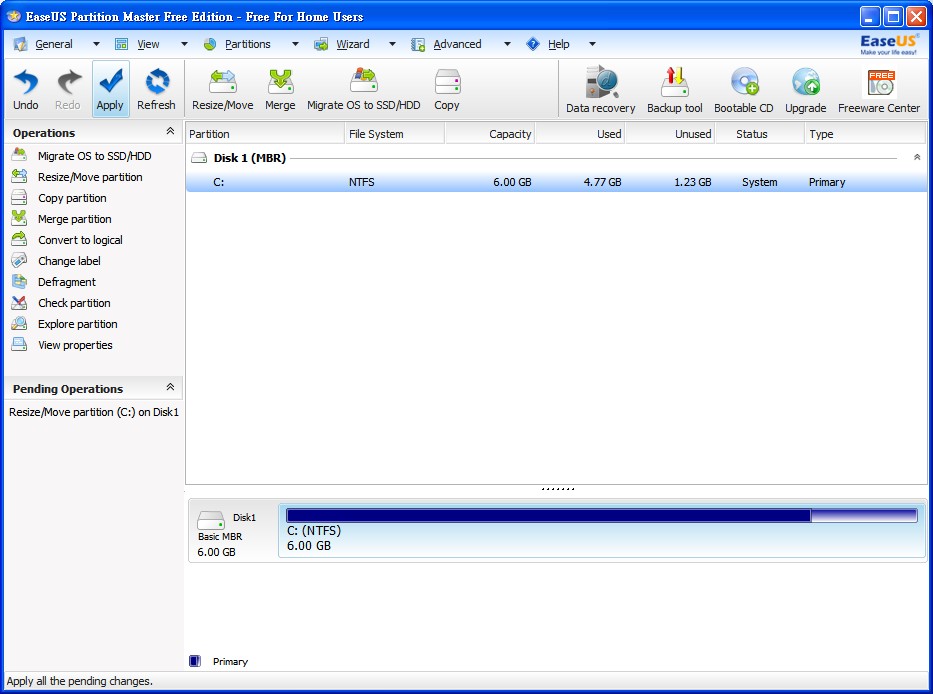 EaseUS Partition Master Free Edition - Free For Home Users
General View Partitions Wizard Advanced Help
EaseUS®
Make your life easy!
Undo Redo Apply Refresh Resize/Move Merge Migrate OS to SSD/HDD Copy Data recovery Backup tool Bootable CD Upgrade Freeware Center
FREE
Operations
Migrate OS to SSD/HDD
Resize/Move partition
Copy partition
Merge partition
Convert to logical
Change label
Defragment
Check partition
Explore partition
View properties
Pending Operations
Resize/Move partition (C:) on Disk1
Partition File System Capacity Used Unused Status Type
Disk 1 (MBR)
C: NTFS 6.00 GB 4.77 GB 1.23 GB System Primary
Disk1
Basic MBR
6.00 GB
C: (NTFS)
6.00 GB
Primary
Apply all the pending changes.